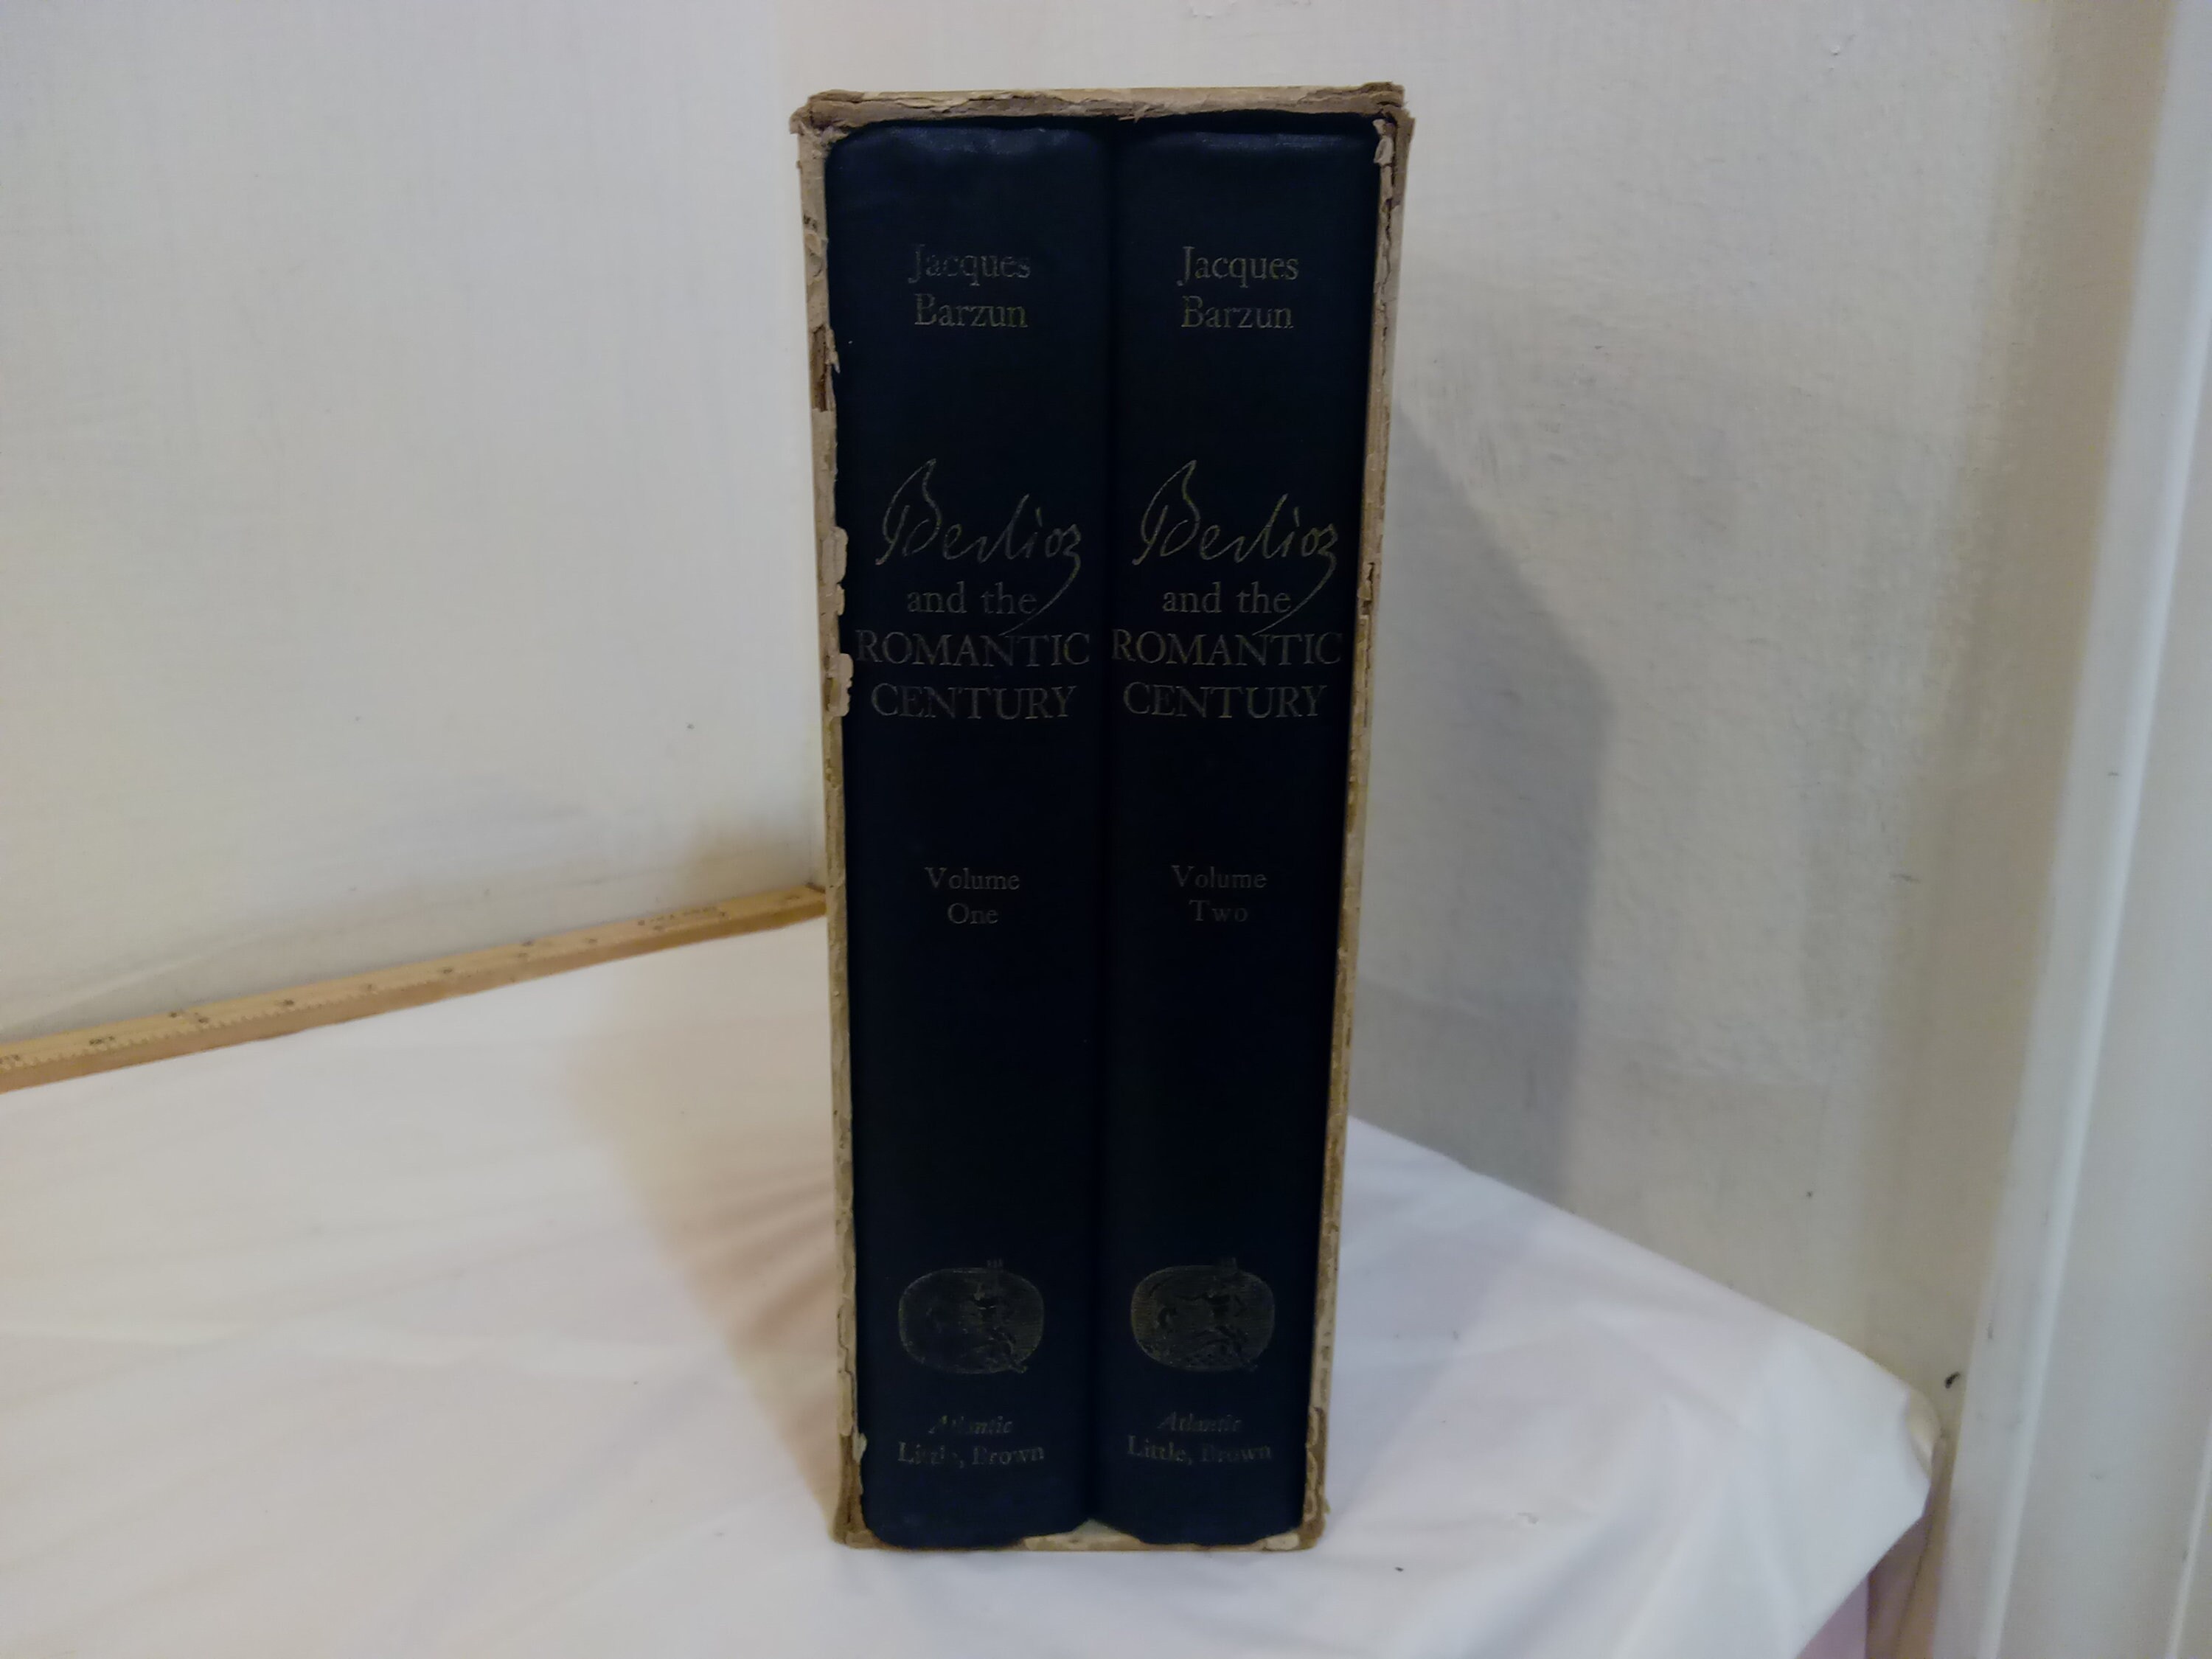 Jacques
Barzun
Berlioz
and the
ROMANTIC
CENTURY
Volume
One
Atlantic
Little, Brown
Jacques
Barzun
Berlioz
and the
ROMANTIC
CENTURY
Volume
Two
Atlantic
Little, Brown